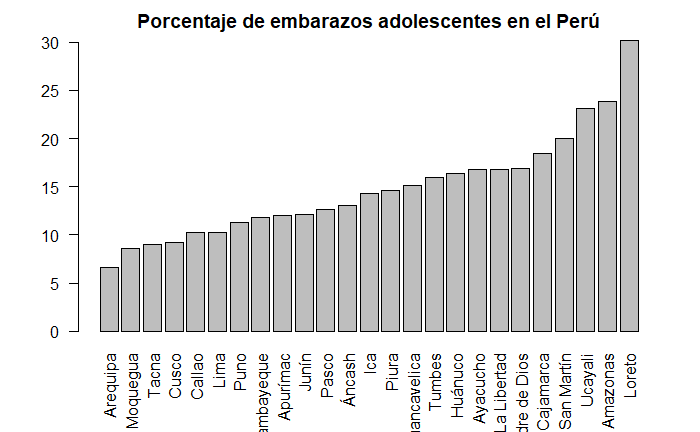 Porcentaje de embarazos adolescentes en el Perú
30
25
20
15
10
5
0
Arequipa
Moquegua
Tacna
Cusco
Callao
Lima
Puno
ambayeque
Apurímac
Junín
Pasco
Áncash
Ica
Piura
uancavelica
Tumbes
Huánuco
Ayacucho
La Libertad
dre de Dios
Cajamarca
San Martín
Ucayali
Amazonas
Loreto